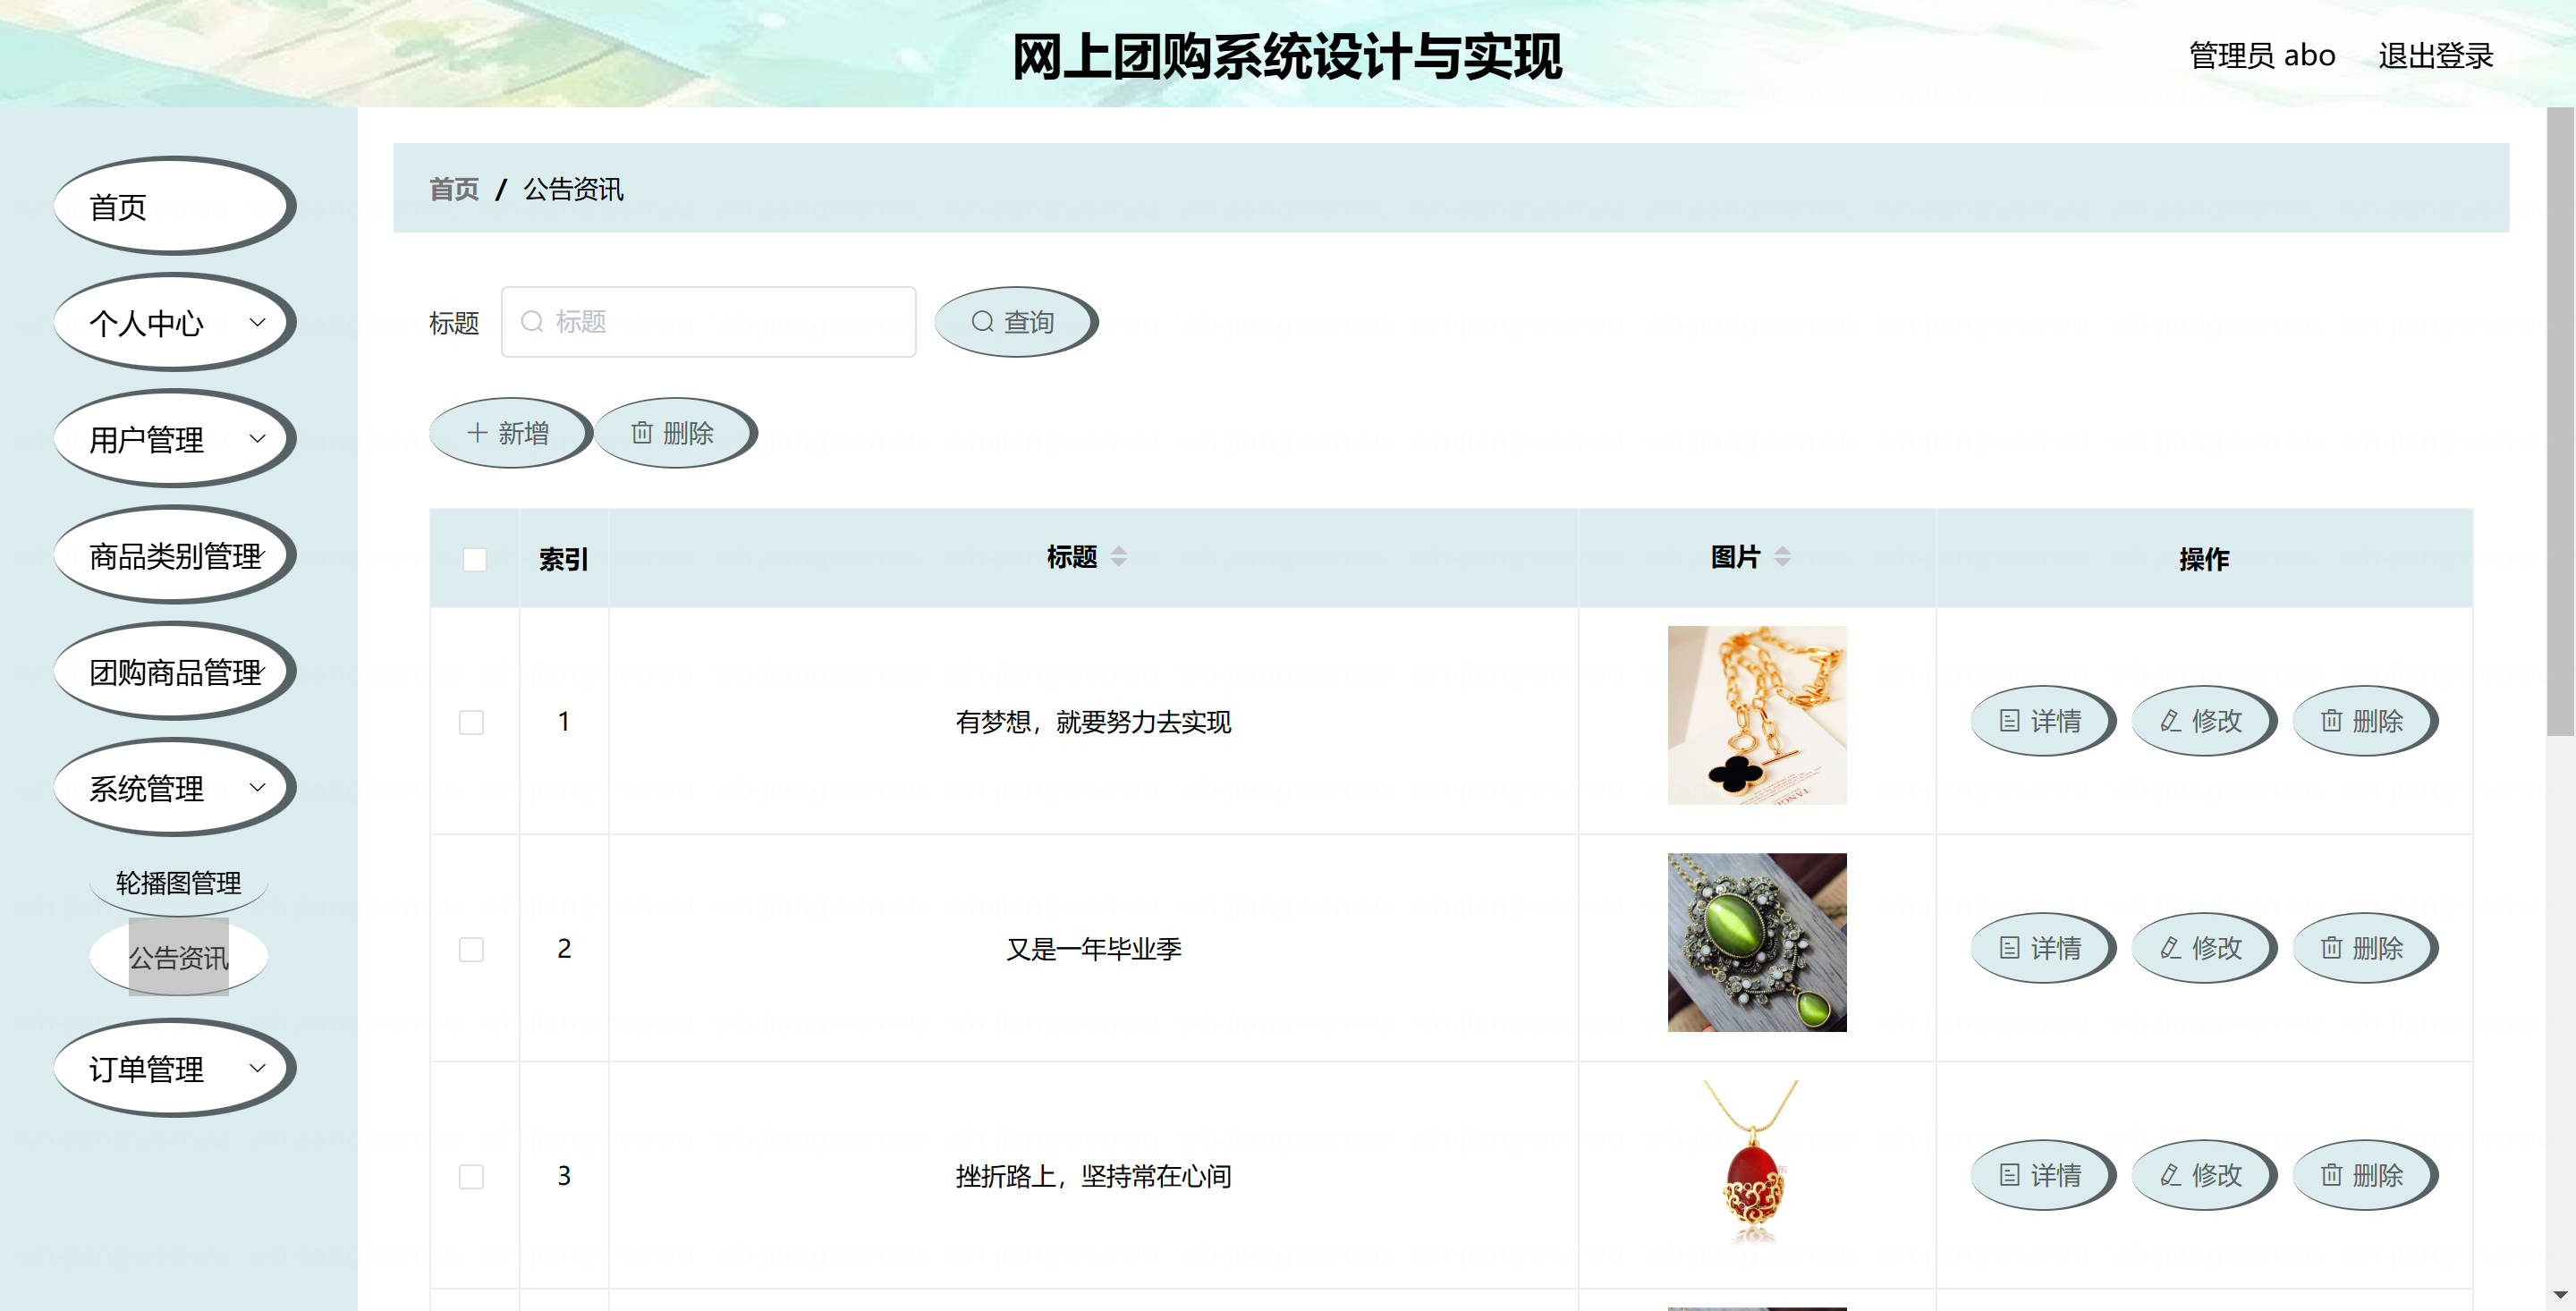 网上团购系统设计与实现
管理员 abo
退出登录
首页
个人中心
用户管理
商品类别管理
团购商品管理
系统管理
轮播图管理
公告资讯
订单管理
首页 / 公告资讯
标题 标题 查询
新增 删除
索引 标题 图片 操作
1 有梦想，就要努力去实现 详情 修改 删除
2 又是一年毕业季 详情 修改 删除
3 挫折路上，坚持常在心间 详情 修改 删除